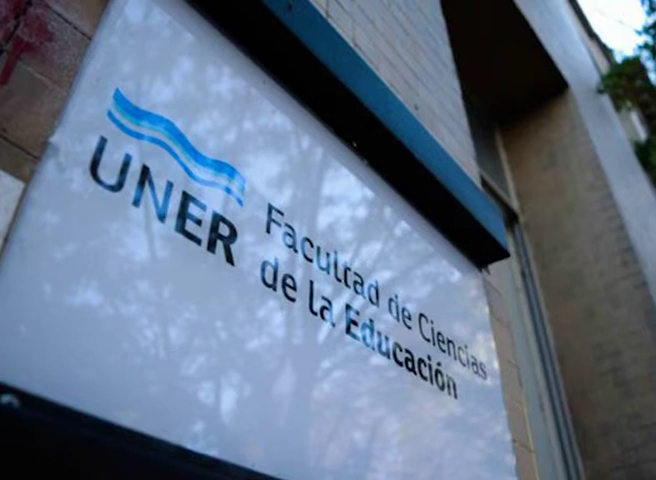 UNER
Facultad de Ciencias
de la Educación